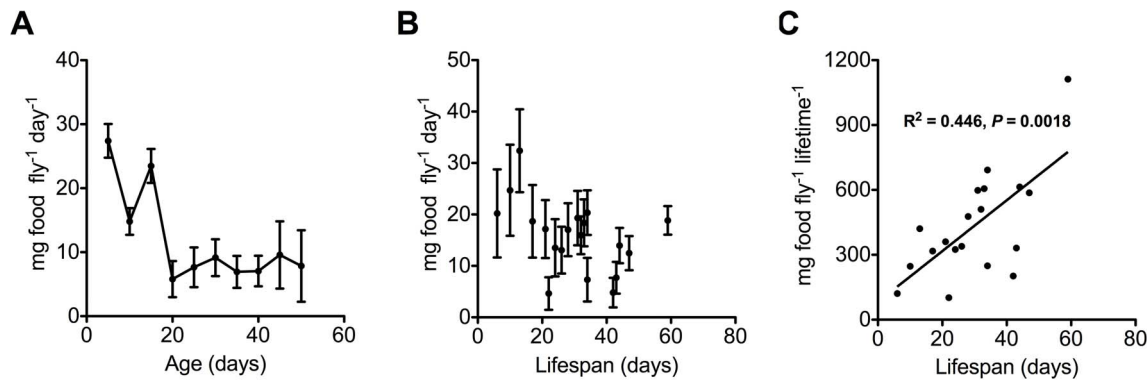 A
40
30
20
10
0
mg food fly⁻¹ day⁻¹
0 20 40 60
Age (days)
B
50
40
30
20
10
0
mg food fly⁻¹ day⁻¹
0 20 40 60 80
Lifespan (days)
C
1200
900
600
300
0
mg food fly⁻¹ lifetime⁻¹
R² = 0.446, P = 0.0018
0 20 40 60 80
Lifespan (days)